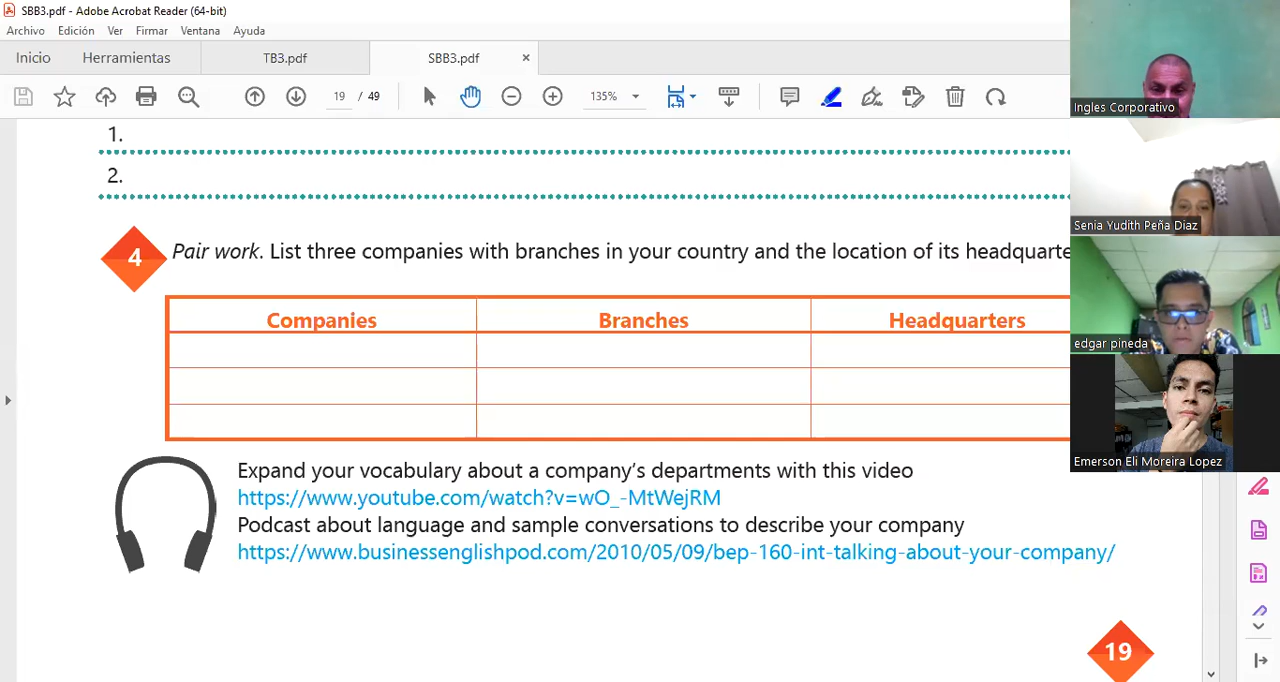 SBB3.pdf - Adobe Acrobat Reader (64-bit)
Archivo Edición Ver Firmar Ventana Ayuda
Inicio Herramientas TB3.pdf SBB3.pdf ×
19 / 49 135%
1.
2.
4 Pair work. List three companies with branches in your country and the location of its headquarte
Companies Branches Headquarters
Expand your vocabulary about a company's departments with this video
https://www.youtube.com/watch?v=wO_-MtWejRM
Podcast about language and sample conversations to describe your company
https://www.businessenglishpod.com/2010/05/09/bep-160-int-talking-about-your-company/
19
Ingles Corporativo
Senia Yudith Peña Diaz
edgar pineda
Emerson Eli Moreira Lopez